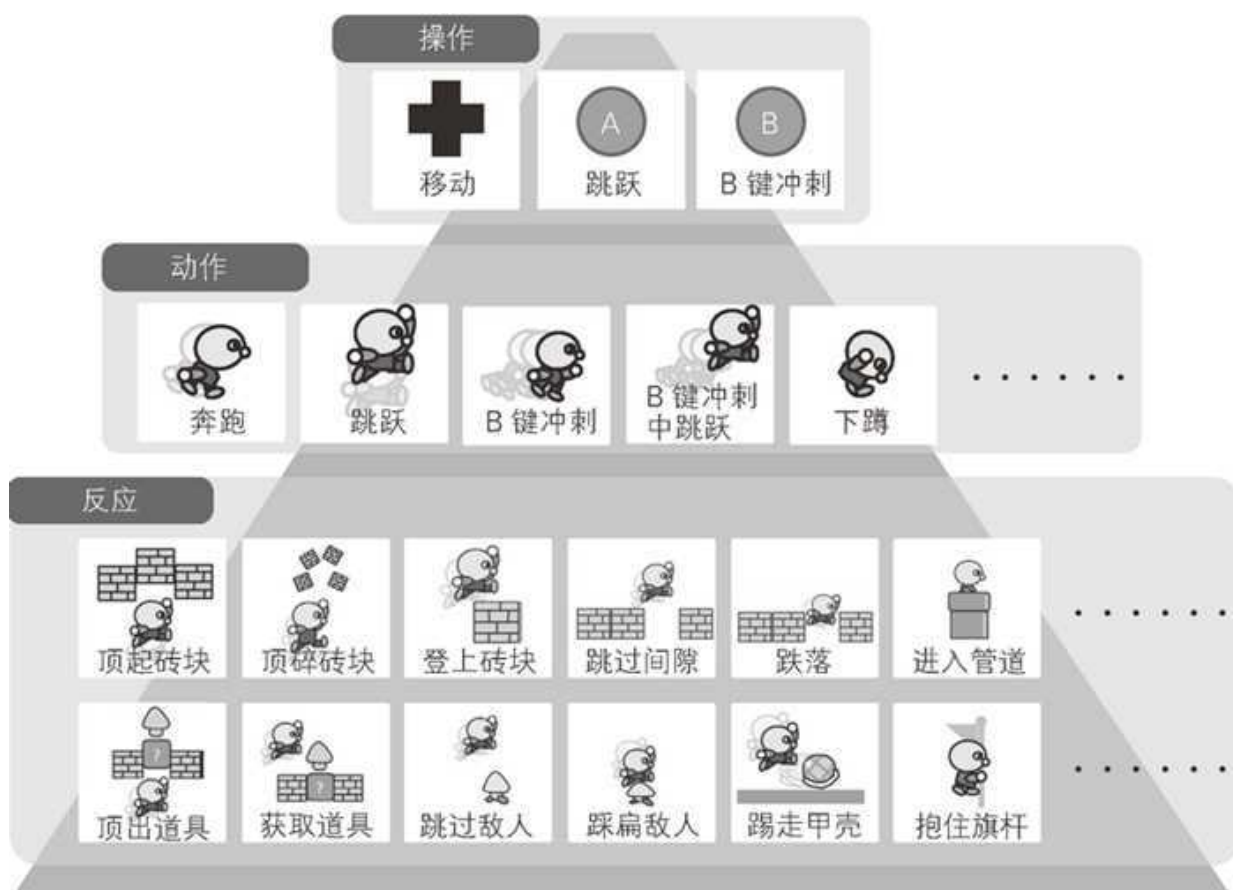 操作
A
B
移动
跳跃
B 键冲刺
动作
奔跑
跳跃
B 键冲刺
B 键冲刺
中跳跃
下蹲
······
反应
顶起砖块
顶碎砖块
登上砖块
跳过间隙
跌落
进入管道
······
?
?
顶出道具
获取道具
跳过敌人
踩扁敌人
踢走甲壳
抱住旗杆
······